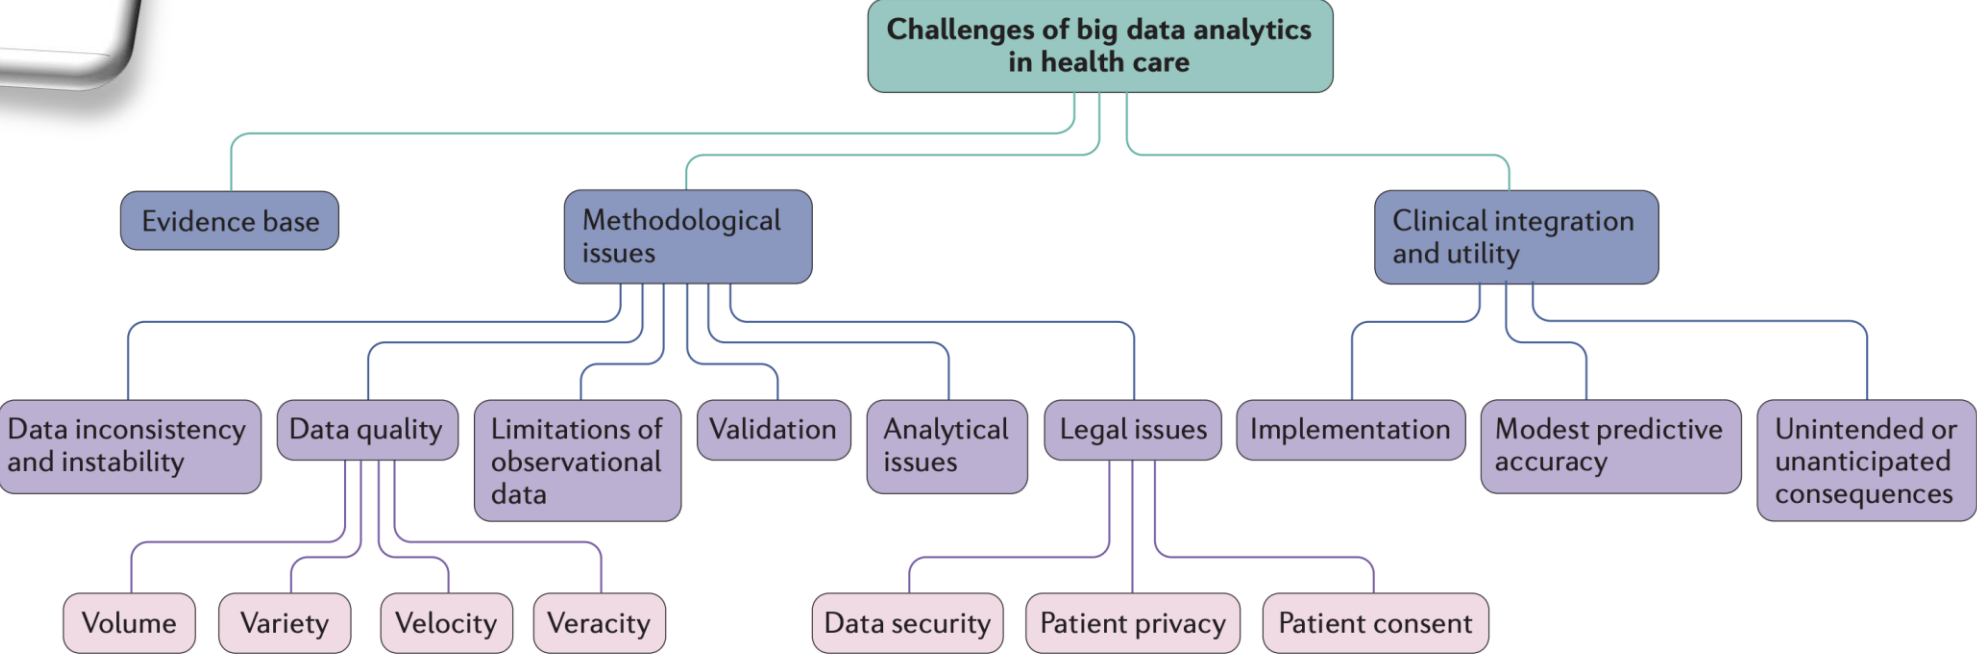 Challenges of big data analytics
in health care
Evidence base
Methodological
issues
Clinical integration
and utility
Data inconsistency
and instability
Data quality
Limitations of
observational
data
Validation
Analytical
issues
Legal issues
Implementation
Modest predictive
accuracy
Unintended or
unanticipated
consequences
Volume
Variety
Velocity
Veracity
Data security
Patient privacy
Patient consent